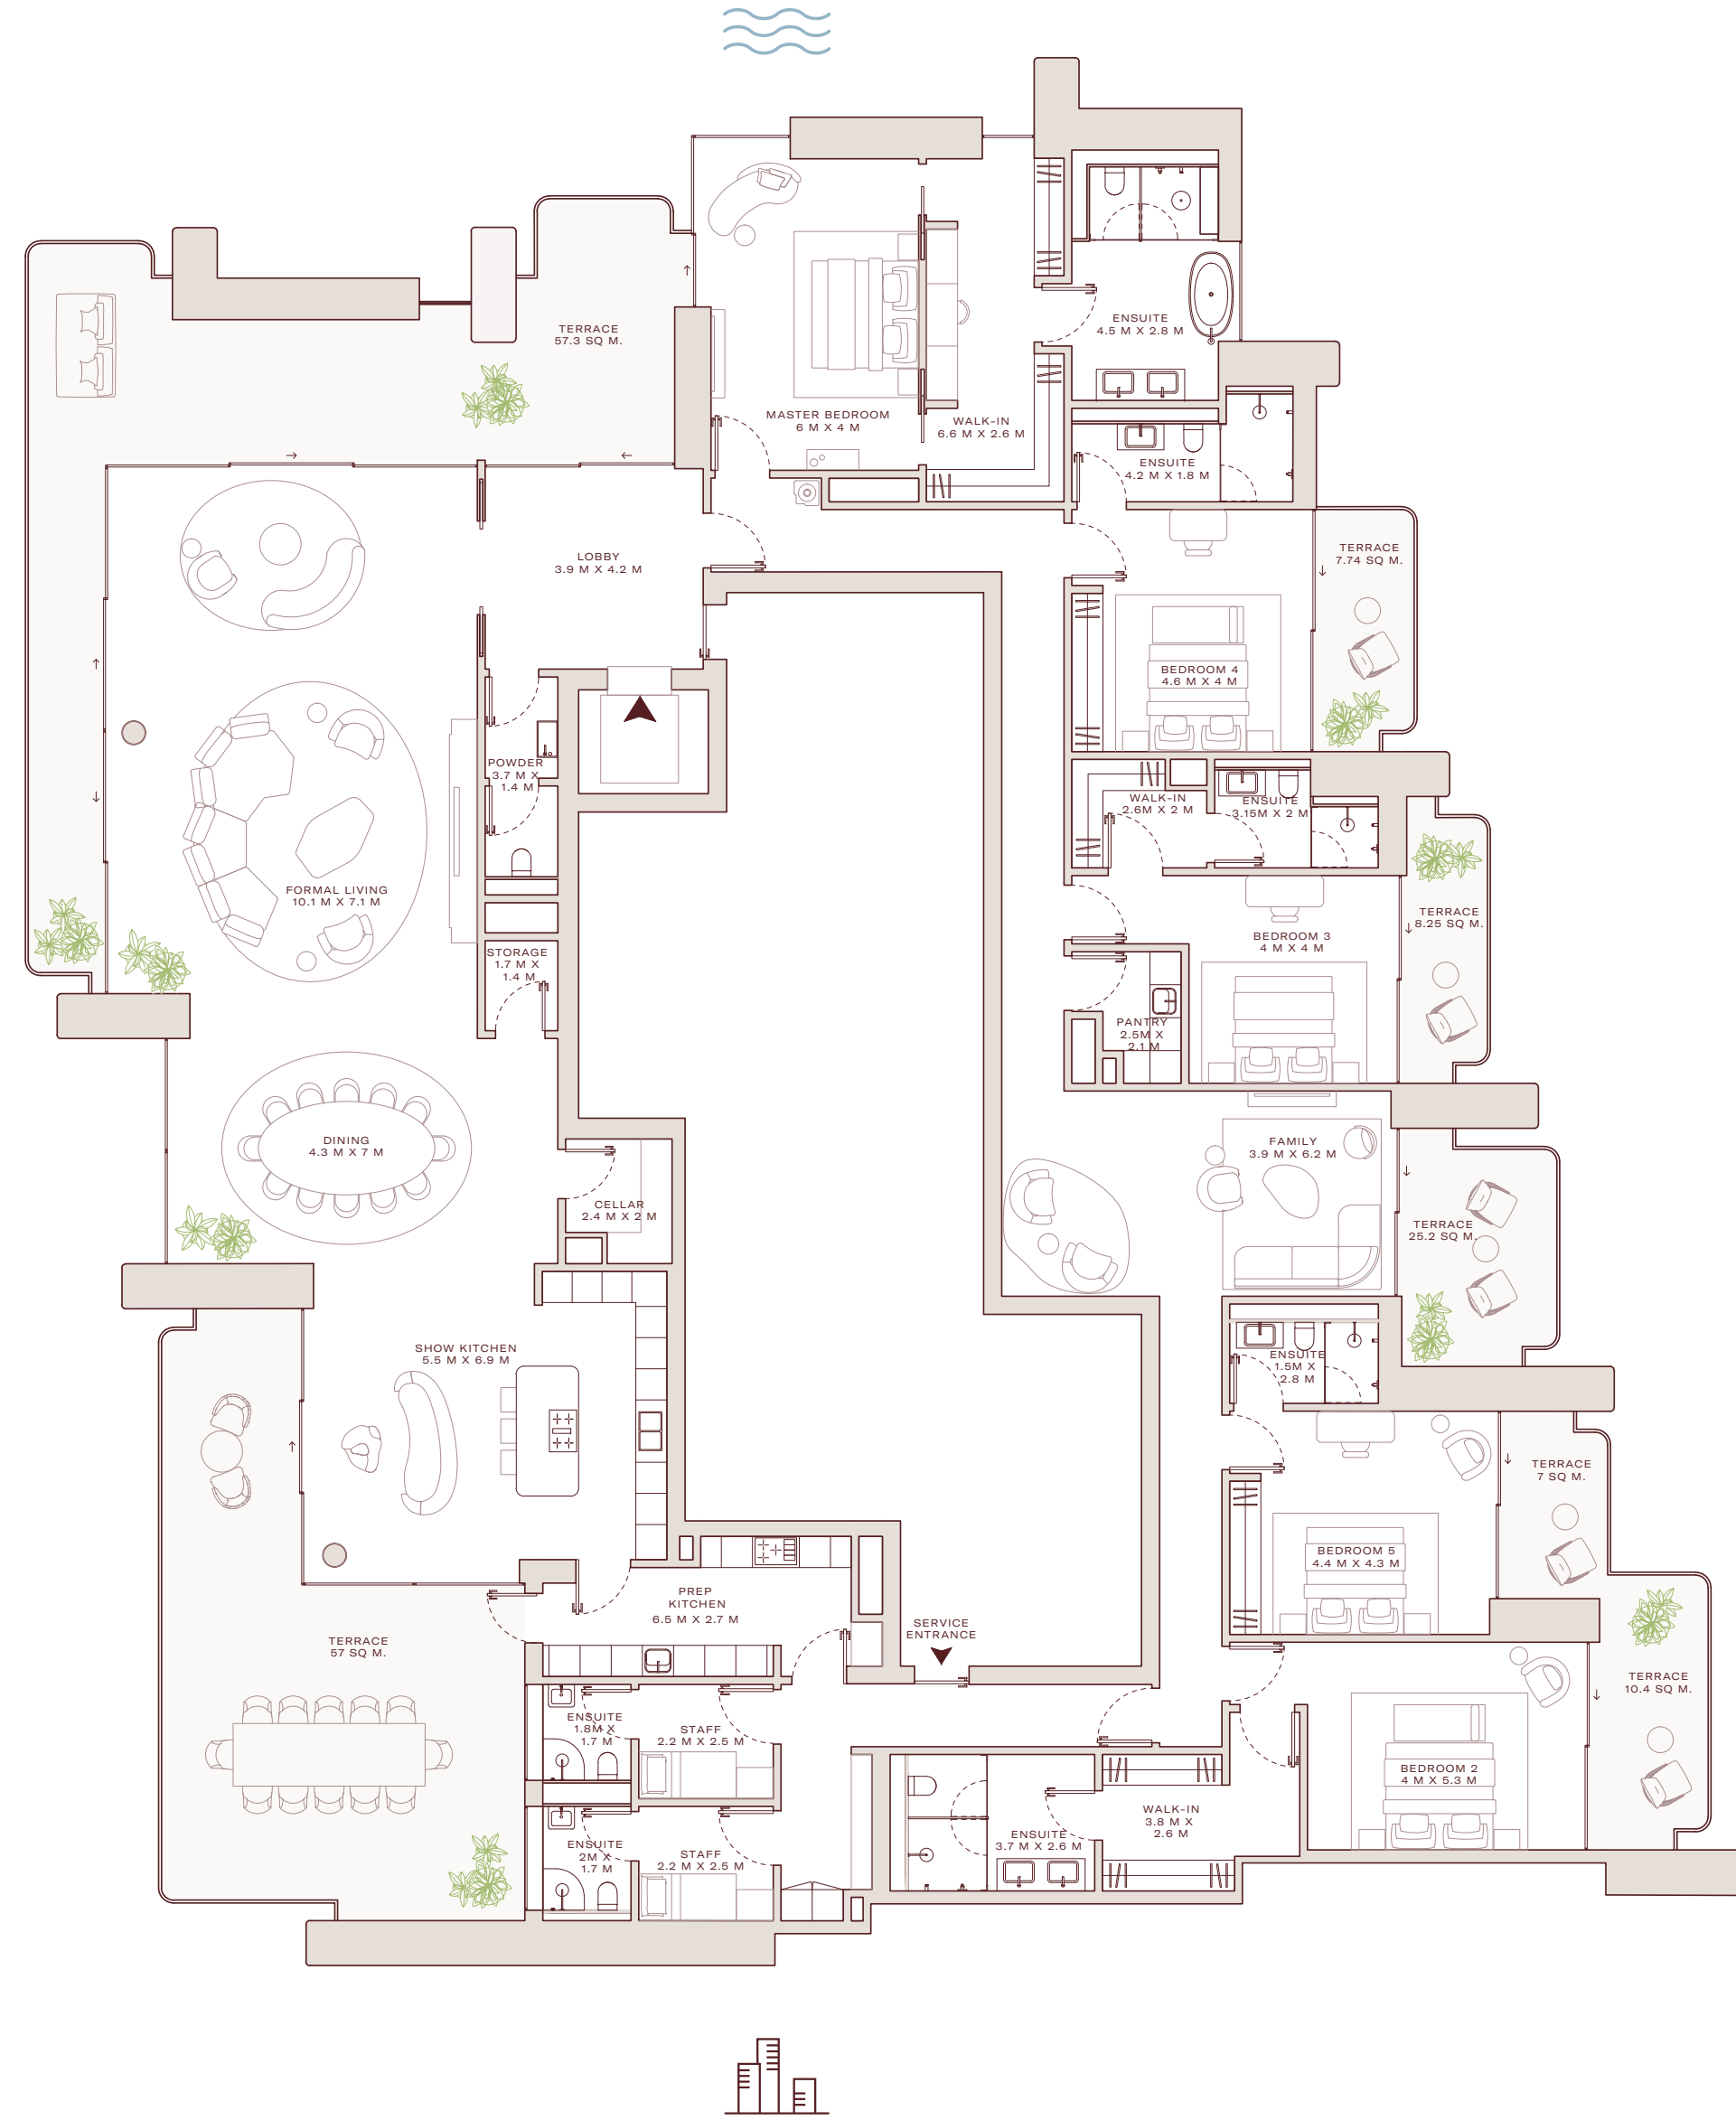 TERRACE
57.3 SQ M.
MASTER BEDROOM
6 M X 4 M
WALK-IN
6.6 M X 2.6 M
ENSUITE
4.5 M X 2.8 M
ENSUITE
4.2 M X 1.8 M
LOBBY
3.9 M X 4.2 M
TERRACE
7.74 SQ M.
BEDROOM 4
4.6 M X 4 M
POWDER
3.7 M X
1.4 M
WALK-IN
2.6M X 2 M
ENSUITE
3.15M X 2 M
FORMAL LIVING
10.1 M X 7.1 M
TERRACE
8.25 SQ M.
BEDROOM 3
4 M X 4 M
STORAGE
1.7 M X
1.4 M
PANTRY
2.5M X
2.1 M
DINING
4.3 M X 7 M
FAMILY
3.9 M X 6.2 M
CELLAR
2.4 M X 2 M
TERRACE
25.2 SQ M.
SHOW KITCHEN
5.5 M X 6.9 M
ENSUITE
1.5M X
2.8 M
TERRACE
7 SQ M.
BEDROOM 5
4.4 M X 4.3 M
PREP
KITCHEN
6.5 M X 2.7 M
SERVICE
ENTRANCE
TERRACE
57 SQ M.
TERRACE
10.4 SQ M.
ENSUITE
1.8M X
1.7 M
STAFF
2.2 M X 2.5 M
BEDROOM 2
4 M X 5.3 M
WALK-IN
3.8 M X
2.6 M
ENSUITE
3.7 M X 2.6 M
ENSUITE
2M X
1.7 M
STAFF
2.2 M X 2.5 M